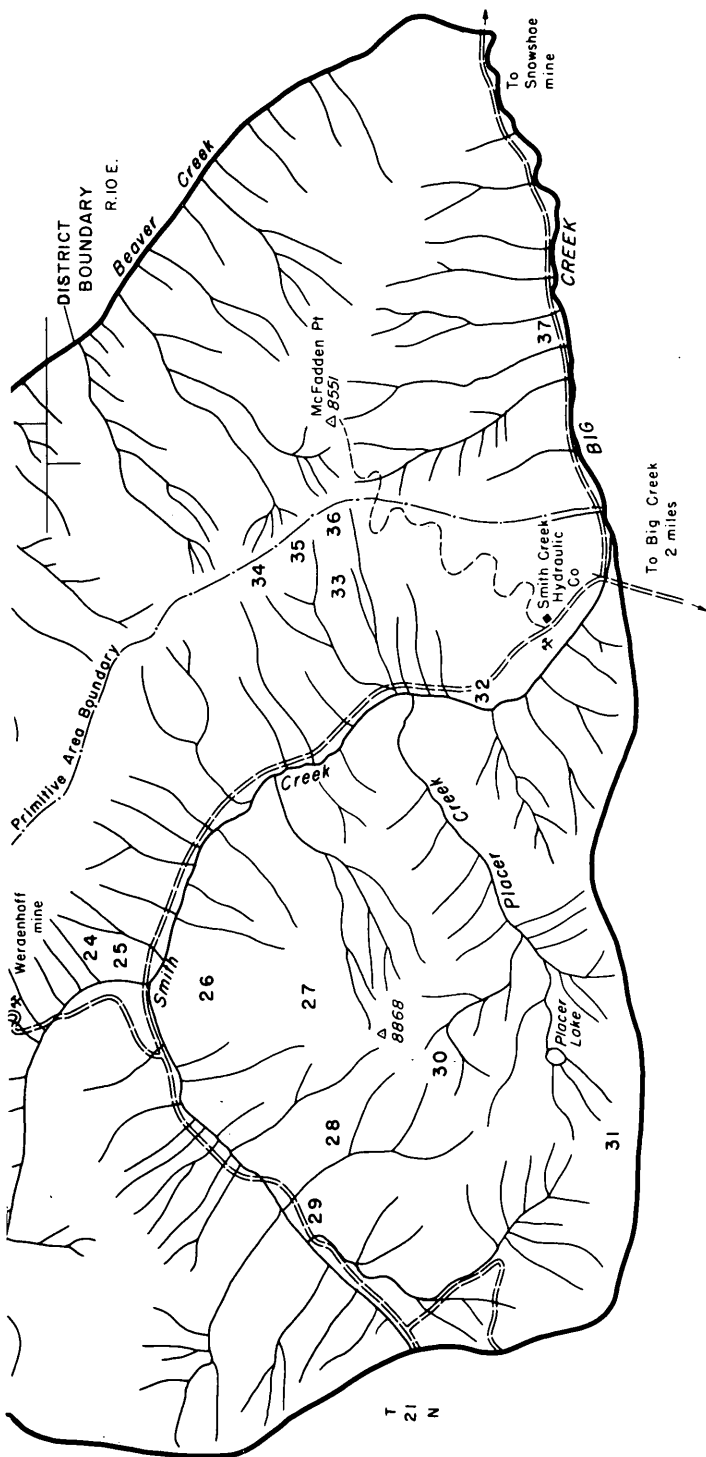 DISTRICT
BOUNDARY
R.10 E.
Beaver Creek
To
Snowshoe
mine
McFadden Pt
8551
Primitive Area Boundary
Werdenhoff
mine
24
25
26
27
28
29
30
31
32
33
34
35
36
37
BIG CREEK
Smith Creek
Smith Creek
Hydraulic
Co
To Big Creek
2 miles
Placer Creek
8868
Placer
Lake
T
21
N